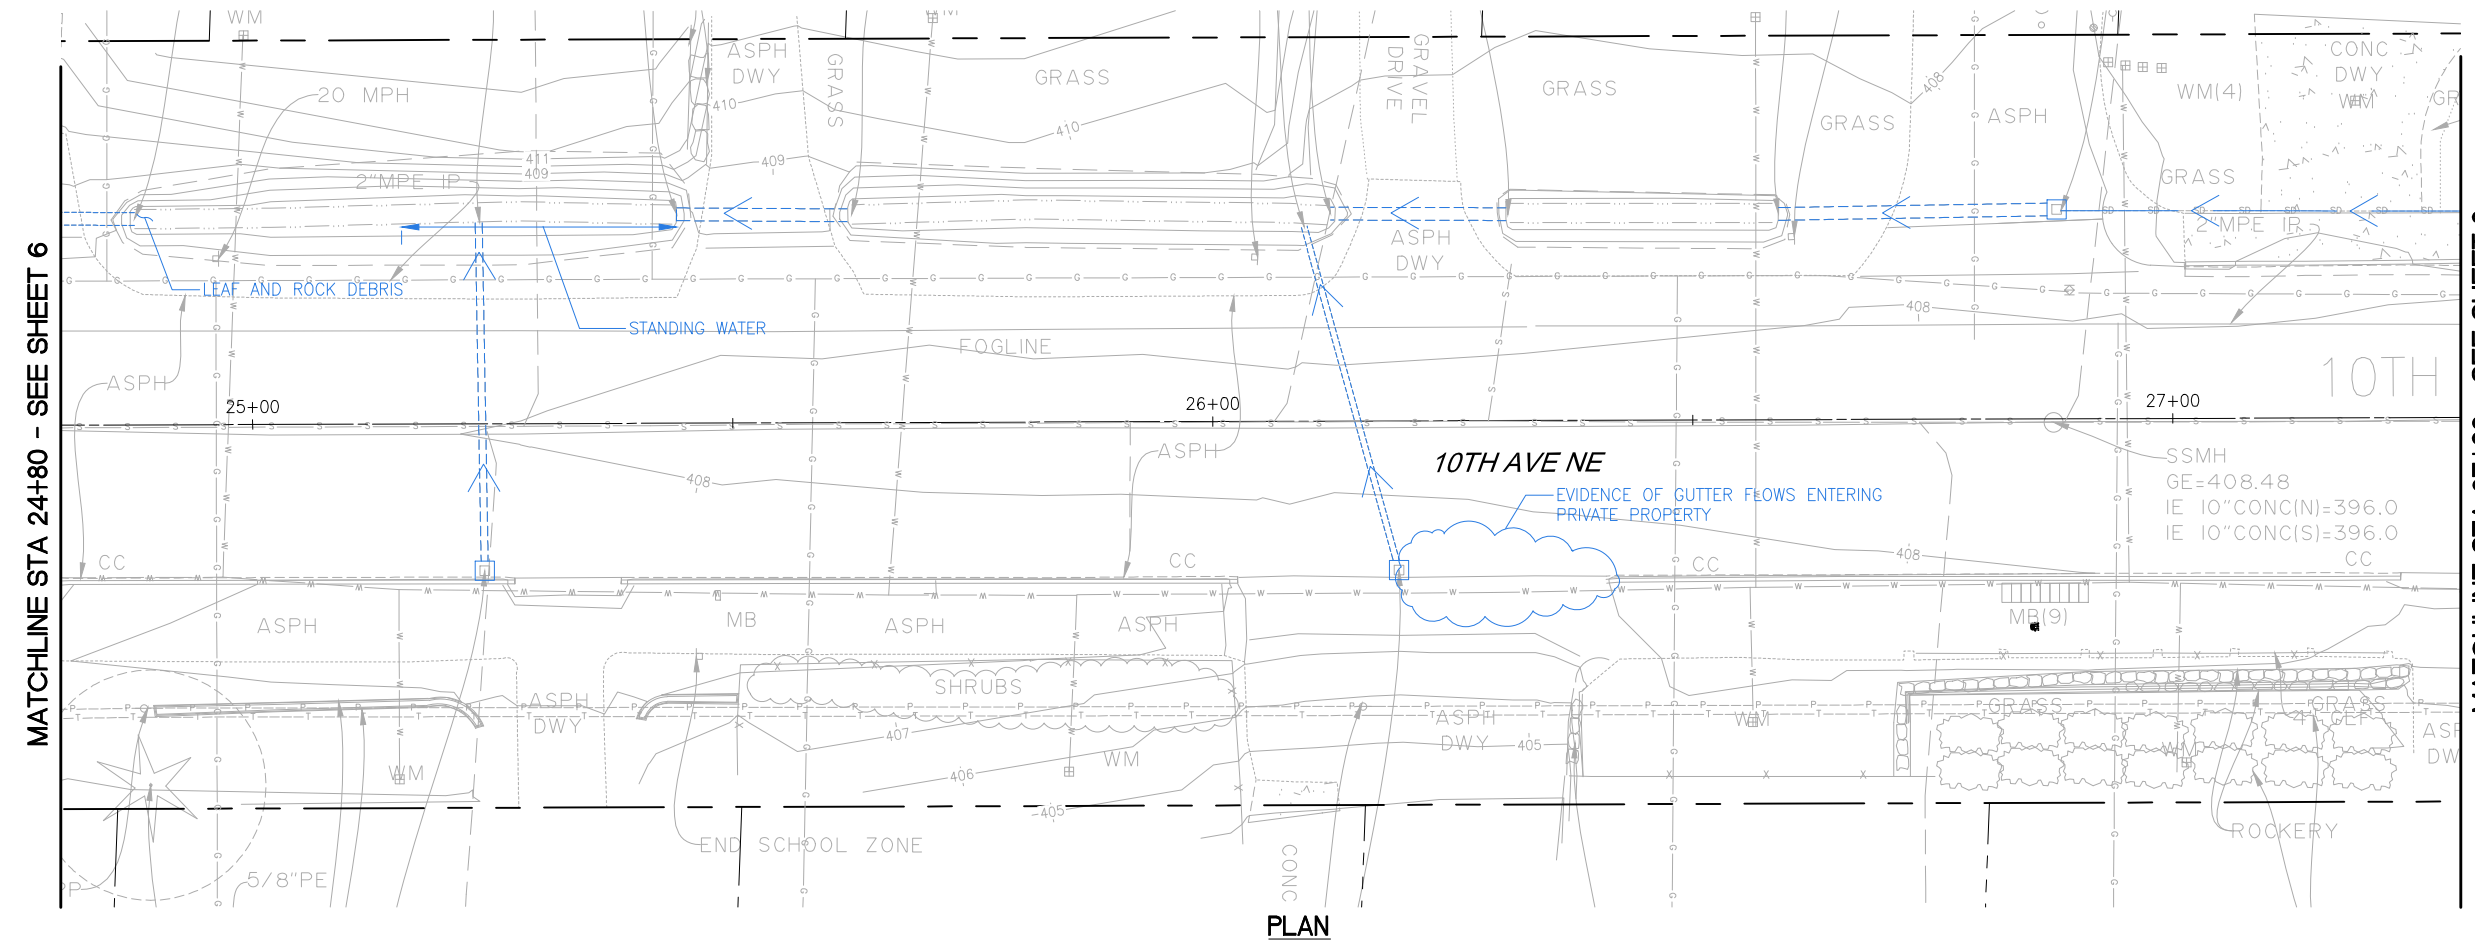 WM
ASPH
DWY
GRASS
GRASS
GRAVEL
DRIVE
GRASS
408
CONC
DWY
WM
WM(4)
GR
20 MPH
410
410
GRASS
ASPH
411
409
409
2"MPE IP
GRASS
ASPH
DWY
2"MPE IP
LEAF AND ROCK DEBRIS
STANDING WATER
408
FOGLINE
ASPH
10TH
25+00
26+00
27+00
MATCHLINE STA 24+80 - SEE SHEET 6
ASPH
10TH AVE NE
SSMH
GE=408.48
IE 10"CONC(N)=396.0
IE 10"CONC(S)=396.0
408
EVIDENCE OF GUTTER FLOWS ENTERING
PRIVATE PROPERTY
CC
CC
408
CC
CC
ASPH
MB
ASPH
ASPH
MB(9)
SHRUBS
ASPH
DWY
407
ASPH
DWY
405
WM
GRASS
GRASS
WM
WM
406
WM
405
END SCHOOL ZONE
ROCKERY
5/8"PE
CONC
PLAN